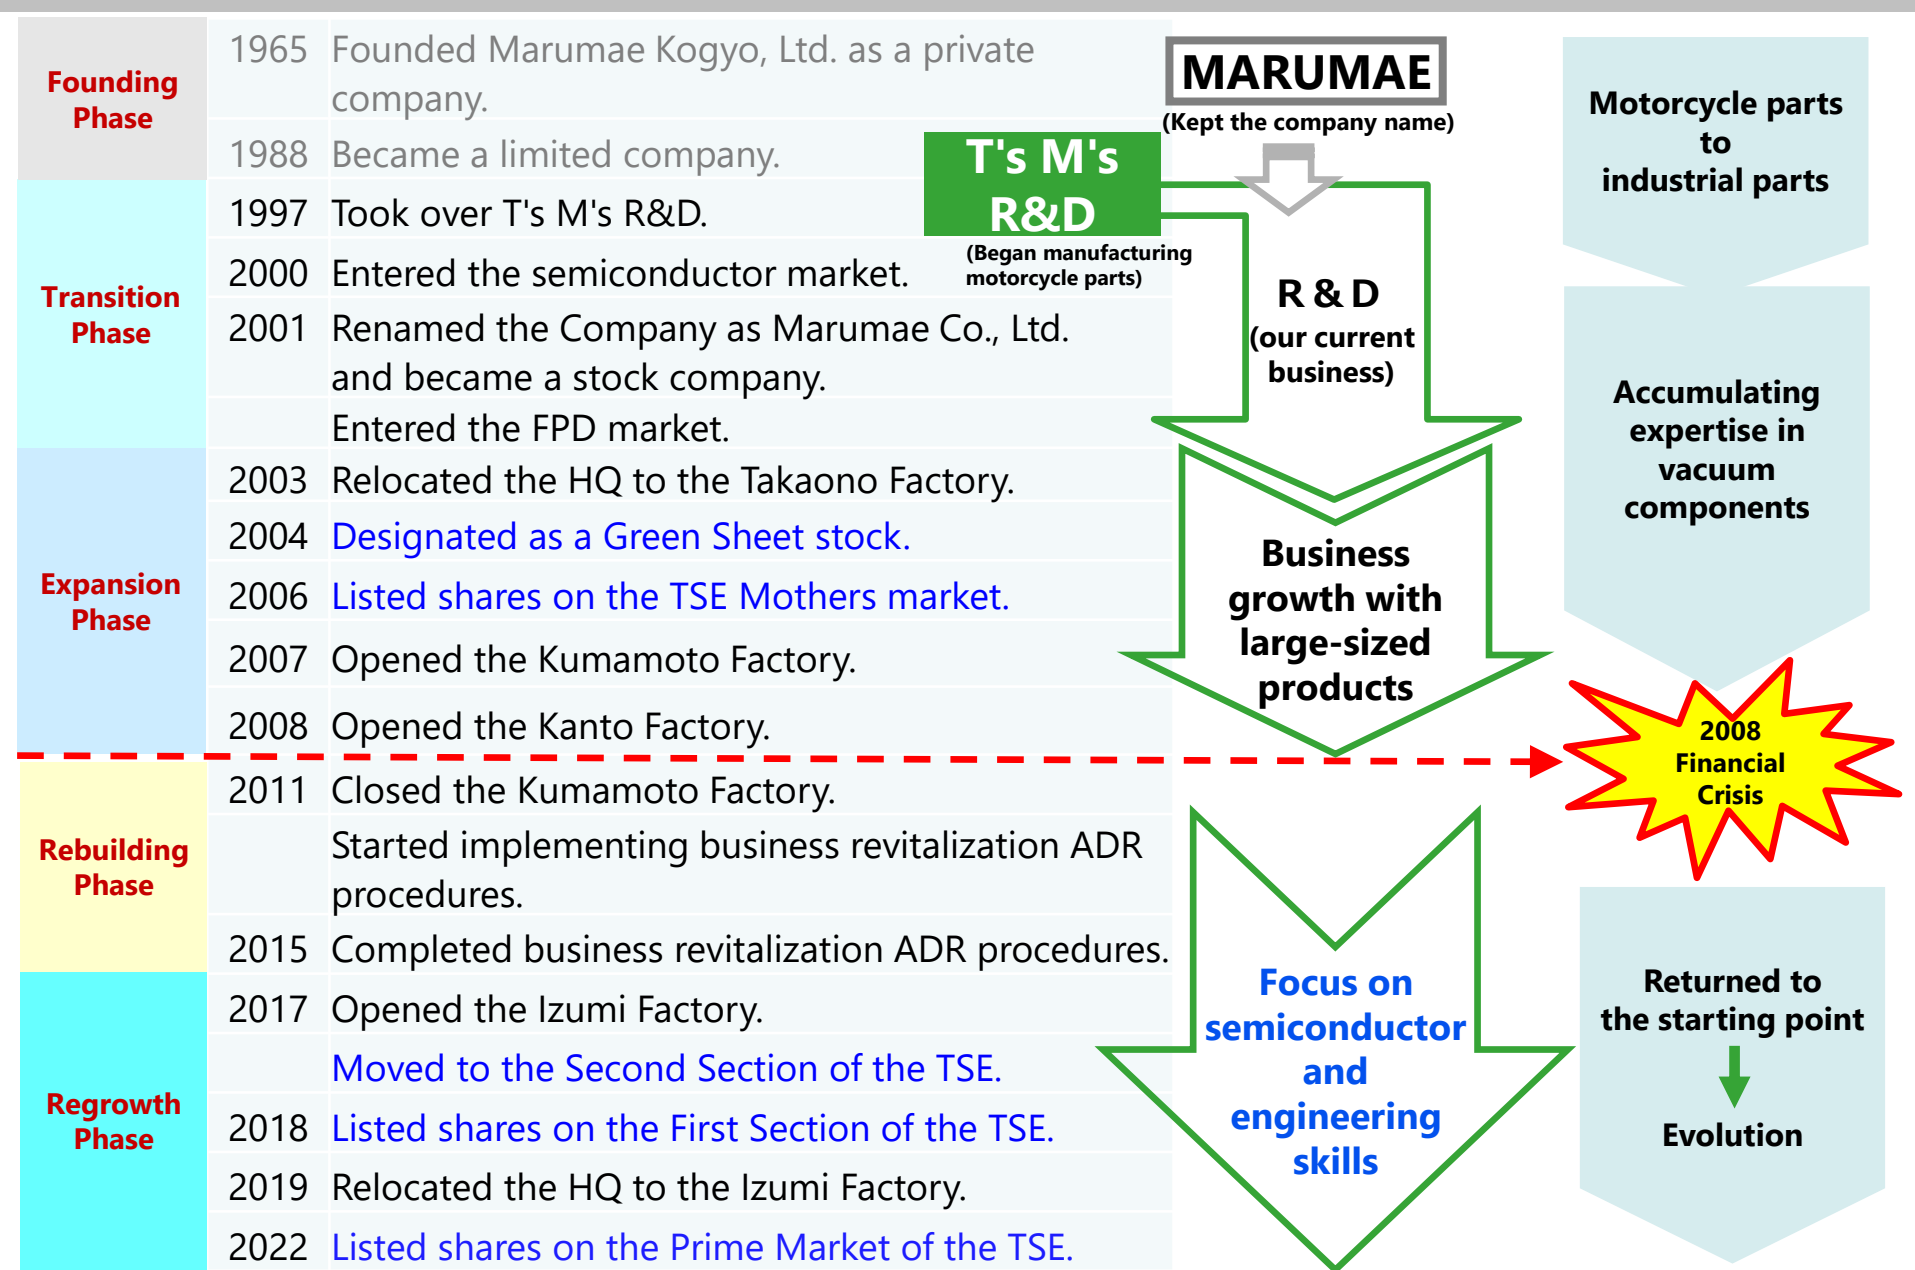 Founding
Phase
1965 Founded Marumae Kogyo, Ltd. as a private
company.
1988 Became a limited company.
Transition
Phase
1997 Took over T's M's R&D.
2000 Entered the semiconductor market.
2001 Renamed the Company as Marumae Co., Ltd.
and became a stock company.
Entered the FPD market.
Expansion
Phase
2003 Relocated the HQ to the Takaono Factory.
2004 Designated as a Green Sheet stock.
2006 Listed shares on the TSE Mothers market.
2007 Opened the Kumamoto Factory.
2008 Opened the Kanto Factory.
Rebuilding
Phase
2011 Closed the Kumamoto Factory.
Started implementing business revitalization ADR
procedures.
2015 Completed business revitalization ADR procedures.
Regrowth
Phase
2017 Opened the Izumi Factory.
Moved to the Second Section of the TSE.
2018 Listed shares on the First Section of the TSE.
2019 Relocated the HQ to the Izumi Factory.
2022 Listed shares on the Prime Market of the TSE.
MARUMAE
(Kept the company name)
T's M's
R&D
(Began manufacturing
motorcycle parts)
R & D
(our current
business)
Business
growth with
large-sized
products
Focus on
semiconductor
and
engineering
skills
Motorcycle parts
to
industrial parts
Accumulating
expertise in
vacuum
components
2008
Financial
Crisis
Returned to
the starting point
Evolution